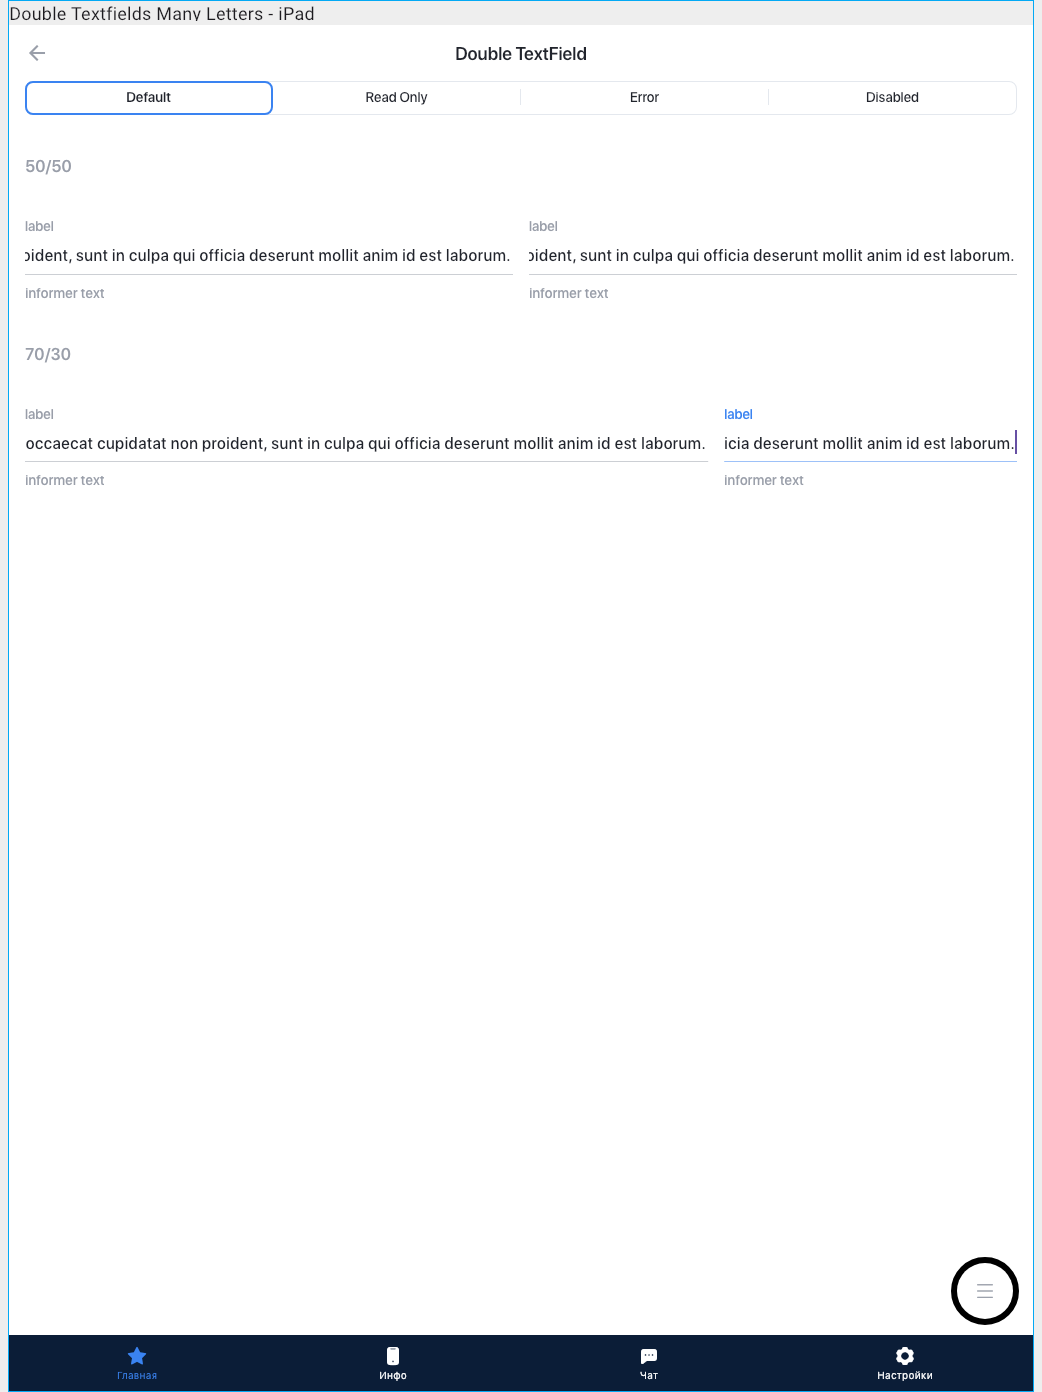 Double Textfields Many Letters - iPad
Double TextField
Default Read Only Error Disabled
50/50
label label
oident, sunt in culpa qui officia deserunt mollit anim id est laborum. oident, sunt in culpa qui officia deserunt mollit anim id est laborum.
informer text informer text
70/30
label label
occaecat cupidatat non proident, sunt in culpa qui officia deserunt mollit anim id est laborum. icia deserunt mollit anim id est laborum.
informer text informer text
Главная Инфо Чат Настройки